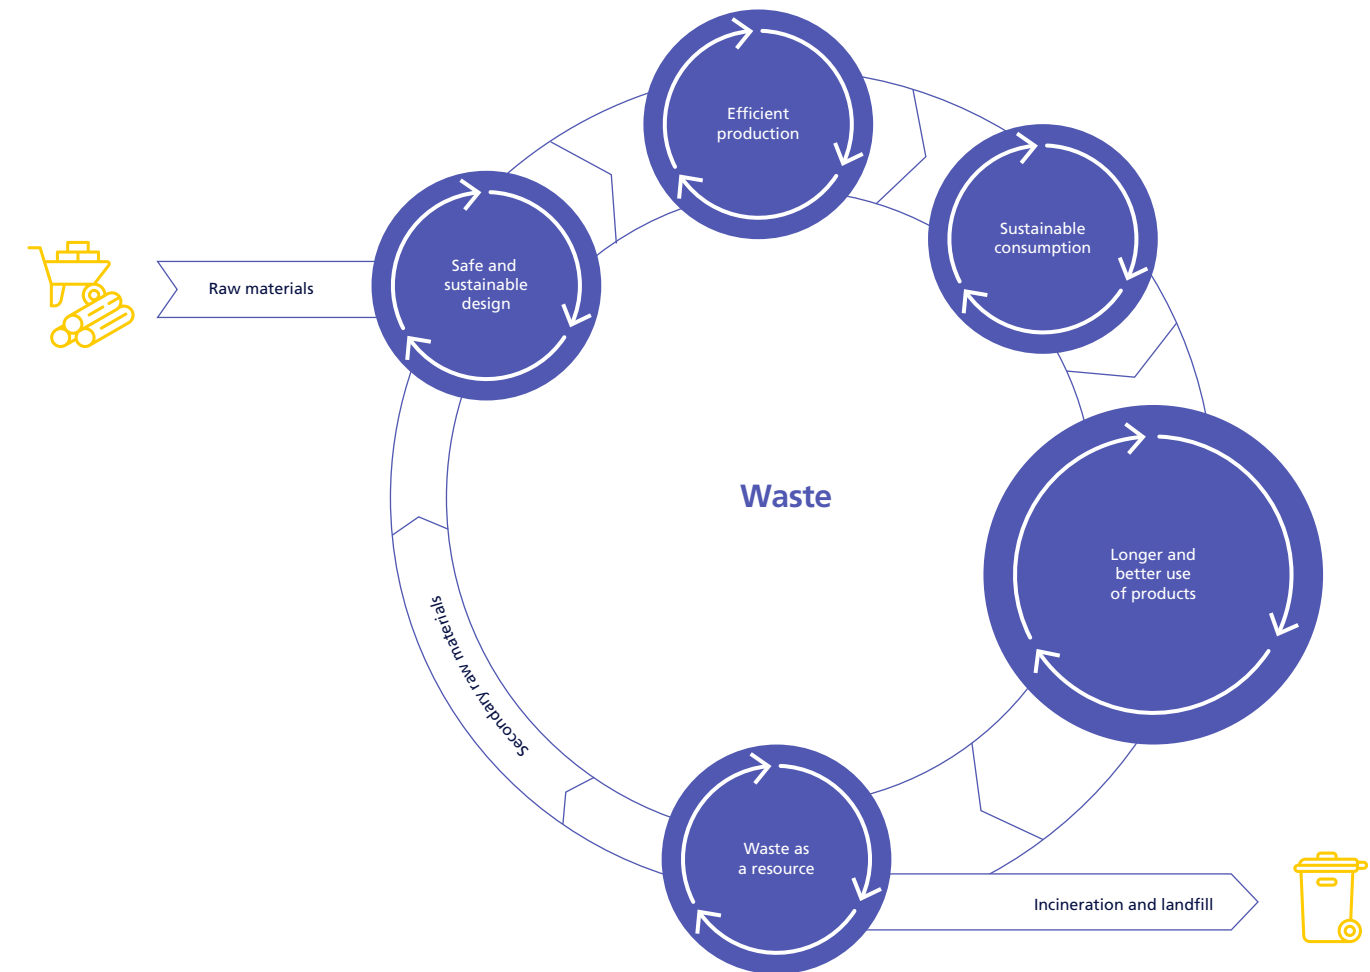 Efficient
production
Sustainable
consumption
Safe and
sustainable
design
Raw materials
Waste
Longer and
better use
of products
Secondary raw materials
Waste as
a resource
Incineration and landfill